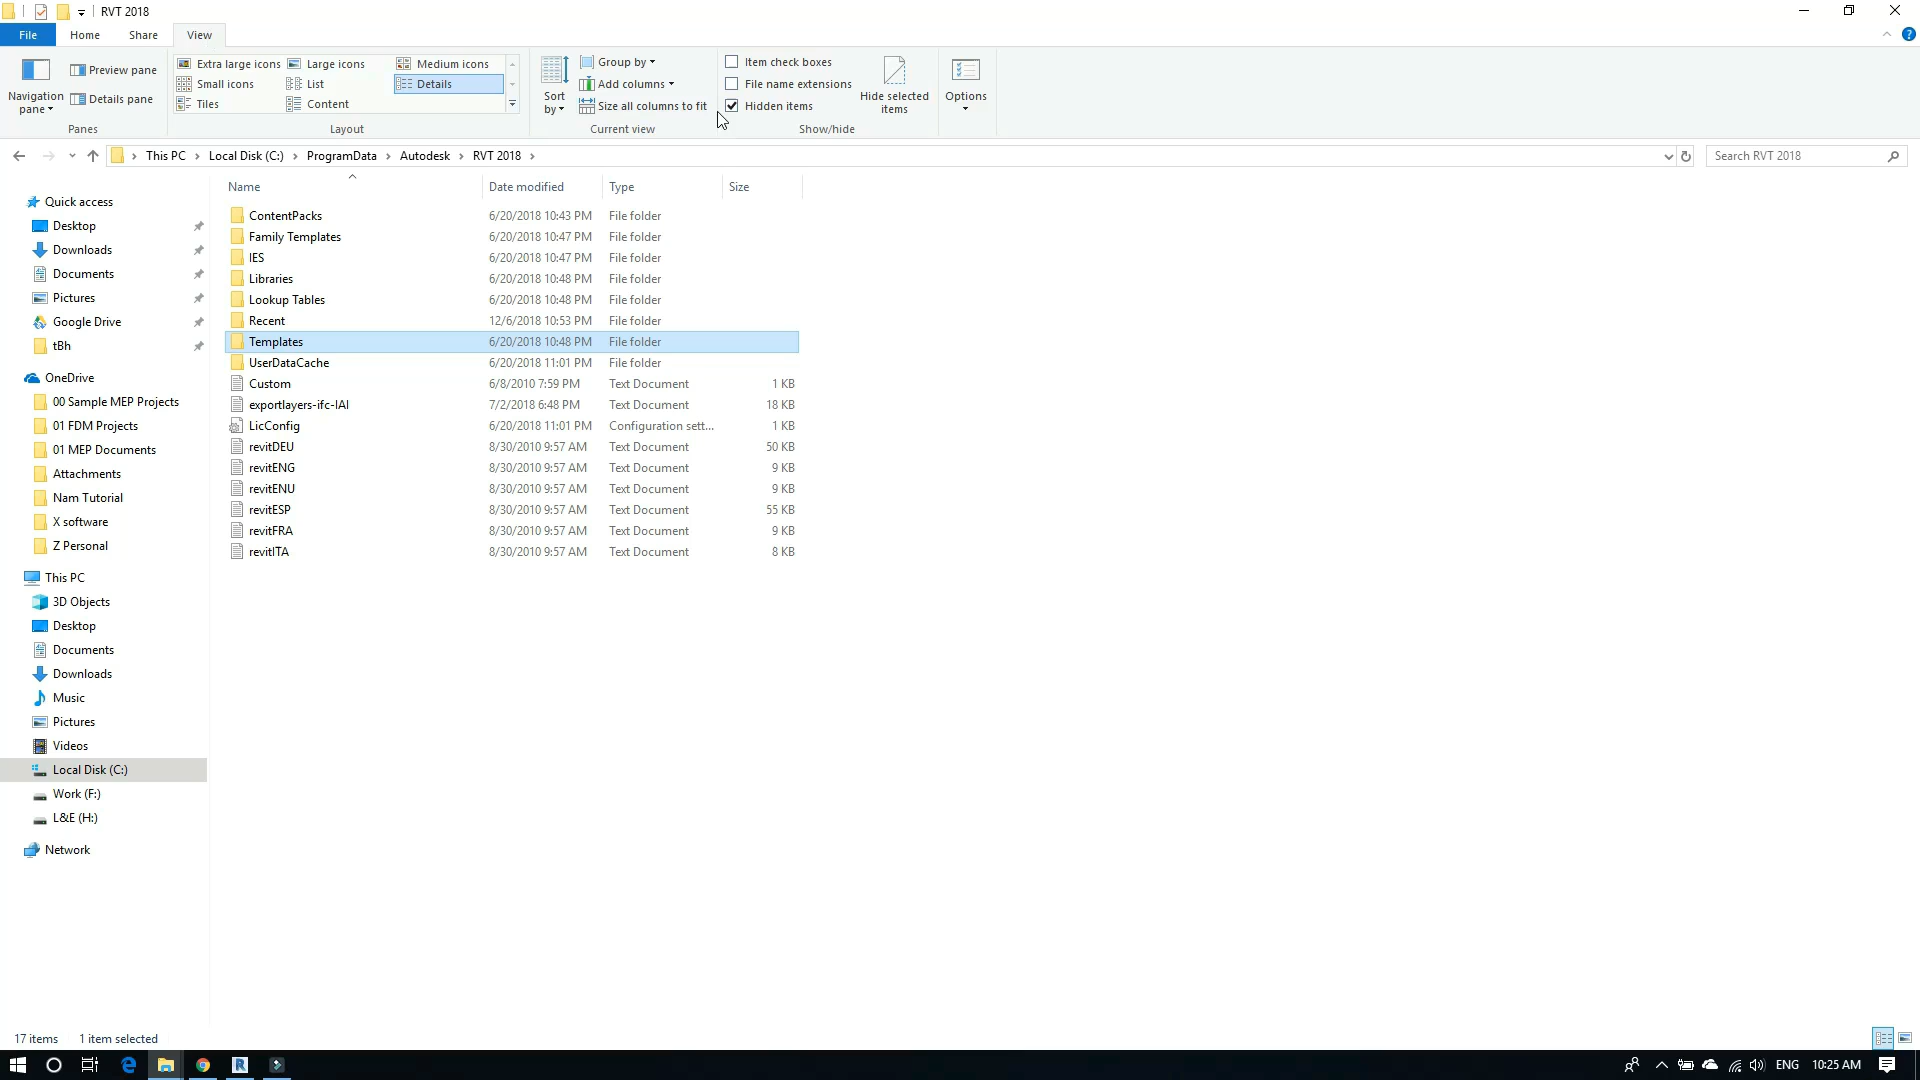 RVT 2018
File Home Share View
Navigation pane
Preview pane
Details pane
Panes
Extra large icons Large icons Medium icons
Small icons List Details
Tiles Content
Layout
Sort by
Group by
Add columns
Size all columns to fit
Current view
Item check boxes
File name extensions
Hidden items
Hide selected items
Show/hide
Options
This PC Local Disk (C:) ProgramData Autodesk RVT 2018
Search RVT 2018
Quick access
Desktop
Downloads
Documents
Pictures
Google Drive
tBh
OneDrive
00 Sample MEP Projects
01 FDM Projects
01 MEP Documents
Attachments
Nam Tutorial
X software
Z Personal
This PC
3D Objects
Desktop
Documents
Downloads
Music
Pictures
Videos
Local Disk (C:)
Work (F:)
L&E (H:)
Network
Name Date modified Type Size
ContentPacks 6/20/2018 10:43 PM File folder
Family Templates 6/20/2018 10:47 PM File folder
IES 6/20/2018 10:47 PM File folder
Libraries 6/20/2018 10:48 PM File folder
Lookup Tables 6/20/2018 10:48 PM File folder
Recent 12/6/2018 10:53 PM File folder
Templates 6/20/2018 10:48 PM File folder
UserDataCache 6/20/2018 11:01 PM File folder
Custom 6/8/2010 7:59 PM Text Document 1 KB
exportlayers-ifc-IAI 7/2/2018 6:48 PM Text Document 18 KB
LicConfig 6/20/2018 11:01 PM Configuration sett... 1 KB
revitDEU 8/30/2010 9:57 AM Text Document 50 KB
revitENG 8/30/2010 9:57 AM Text Document 9 KB
revitENU 8/30/2010 9:57 AM Text Document 9 KB
revitESP 8/30/2010 9:57 AM Text Document 55 KB
revitFRA 8/30/2010 9:57 AM Text Document 9 KB
revitITA 8/30/2010 9:57 AM Text Document 8 KB
17 items 1 item selected
ENG 10:25 AM